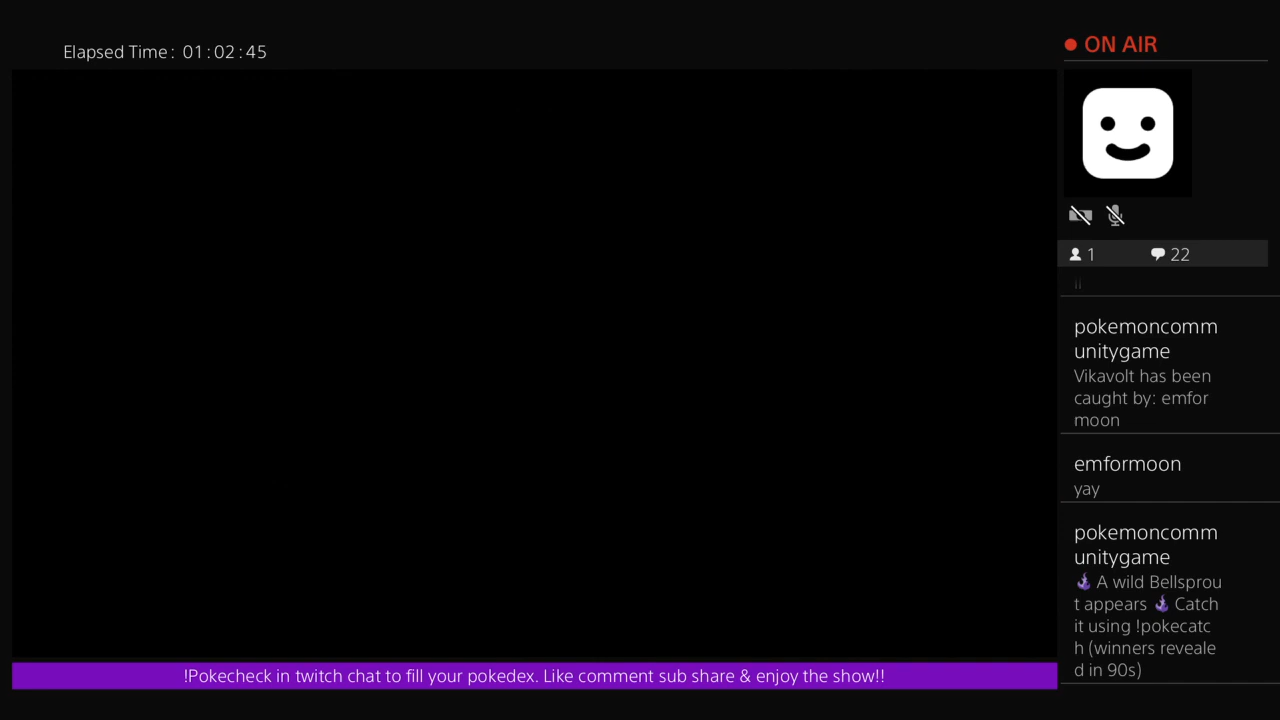 Elapsed Time: 01:02:45
ON AIR
1
22
pokemoncomm
unitygame
Vikavolt has been
caught by: emfor
moon
emformoon
yay
pokemoncomm
unitygame
A wild Bellsprou
t appears Catch
it using !pokecatc
h (winners reveale
d in 90s)
!Pokecheck in twitch chat to fill your pokedex. Like comment sub share & enjoy the show!!